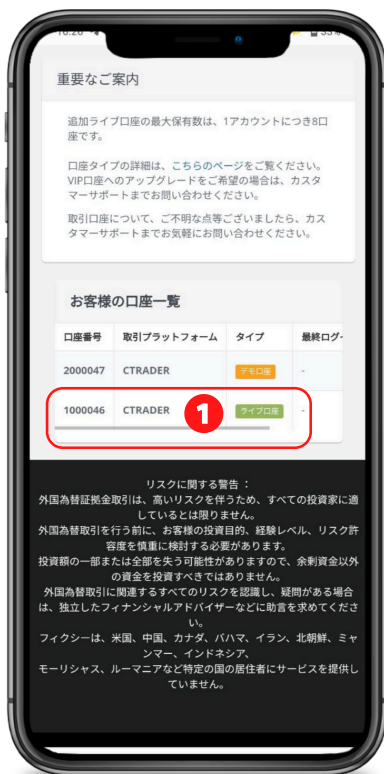 重要なご案内
追加ライブ口座の最大保有数は、1アカウントにつき8口
座です。
口座タイプの詳細は、こちらのページをご覧ください。
VIP口座へのアップグレードをご希望の場合は、カスタ
マーサポートまでお問い合わせください。
取引口座について、ご不明な点等ございましたら、カス
タマーサポートまでお気軽にお問い合わせください。
お客様の口座一覧
口座番号 取引プラットフォーム タイプ 最終ログ
2000047 CTRADER デモ口座 -
1000046 CTRADER 1 ライブ口座 -
リスクに関する警告 :
外国為替証拠金取引は、高いリスクを伴うため、すべての投資家に適
しているとは限りません。
外国為替取引を行う前に、お客様の投資目的、経験レベル、リスク許
容度を慎重に検討する必要があります。
投資額の一部または全部を失う可能性がありますので、余剰資金以外
の資金を投資すべきではありません。
外国為替取引に関連するすべてのリスクを認識し、疑問がある場合
は、独立したフィナンシャルアドバイザーなどに助言を求めてくださ
い。
フィクシーは、米国、中国、カナダ、バハマ、イラン、北朝鮮、ミャ
ンマー、インドネシア、
モーリシャス、ルーマニアなど特定の国の居住者にサービスを提供し
ていません。